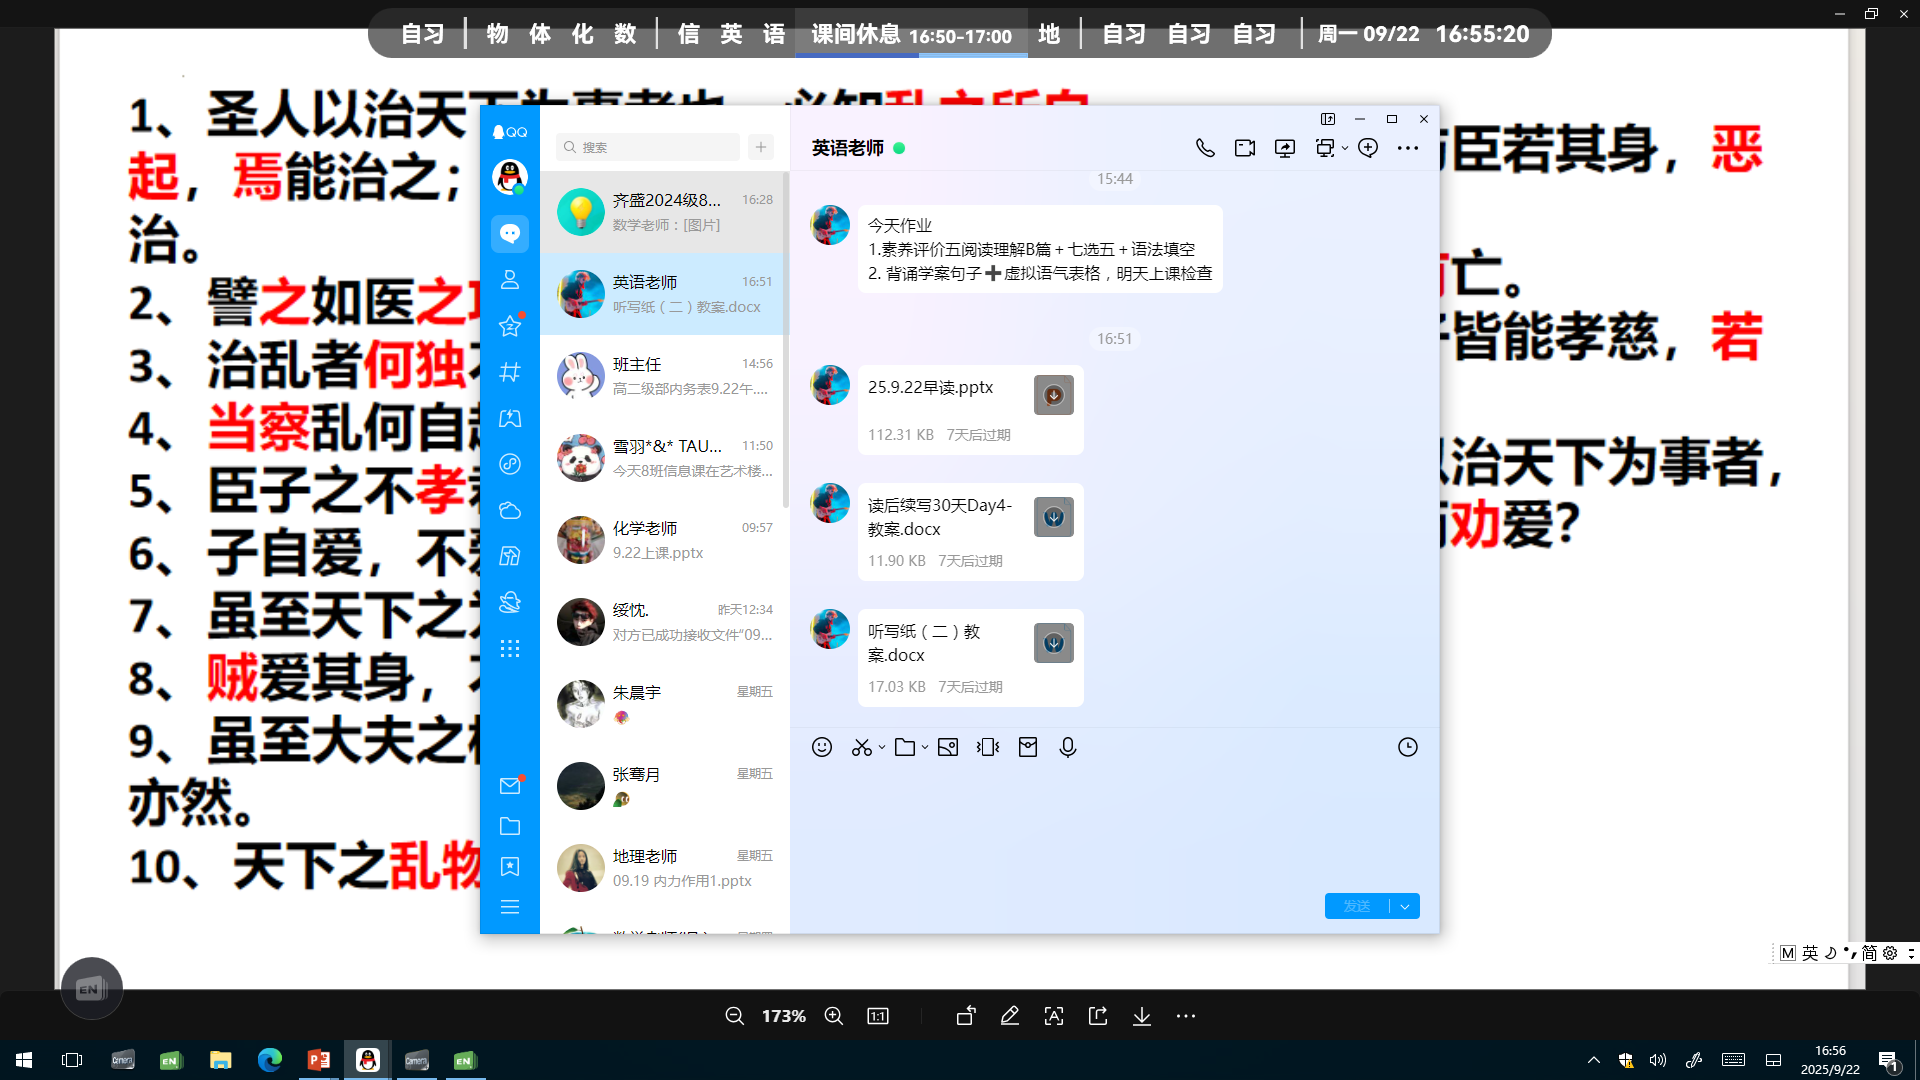 自习 | 物 体 化 数 | 信 英 语 课间休息 16:50-17:00 地 | 自习 自习 自习 | 周一 09/22 16:55:20
1、圣人以治天
起，焉能治之；
治。
2、譬之如医之
3、治乱者何独
4、当察乱何自
5、臣子之不孝
6、子自爱，不
7、虽至天下之
8、贼爱其身，
9、虽至大夫之
亦然。
10、天下之乱物
臣若其身，恶
亡。
皆能孝慈，若
治天下为事者，
劝爱？
QQ
搜索
齐盛2024级8... 16:28
数学老师：[图片]
英语老师 16:51
听写纸（二）教案.docx
班主任 14:56
高二级部内务表9.22午....
雪羽*&* TAU... 11:50
今天8班信息课在艺术楼...
化学老师 09:57
9.22上课.pptx
绥忱. 昨天12:34
对方已成功接收文件“09...
朱晨宇 星期五
张骞月 星期五
地理老师 星期五
09.19 内力作用1.pptx
英语老师
15:44
今天作业
1.素养评价五阅读理解B篇＋七选五＋语法填空
2. 背诵学案句子➕虚拟语气表格，明天上课检查
16:51
25.9.22早读.pptx
112.31 KB 7天后过期
读后续写30天Day4-
教案.docx
11.90 KB 7天后过期
听写纸（二）教
案.docx
17.03 KB 7天后过期
发送
M 英 简
EN
173%
1:1
Camera EN Camera EN
16:56
2025/9/22
1